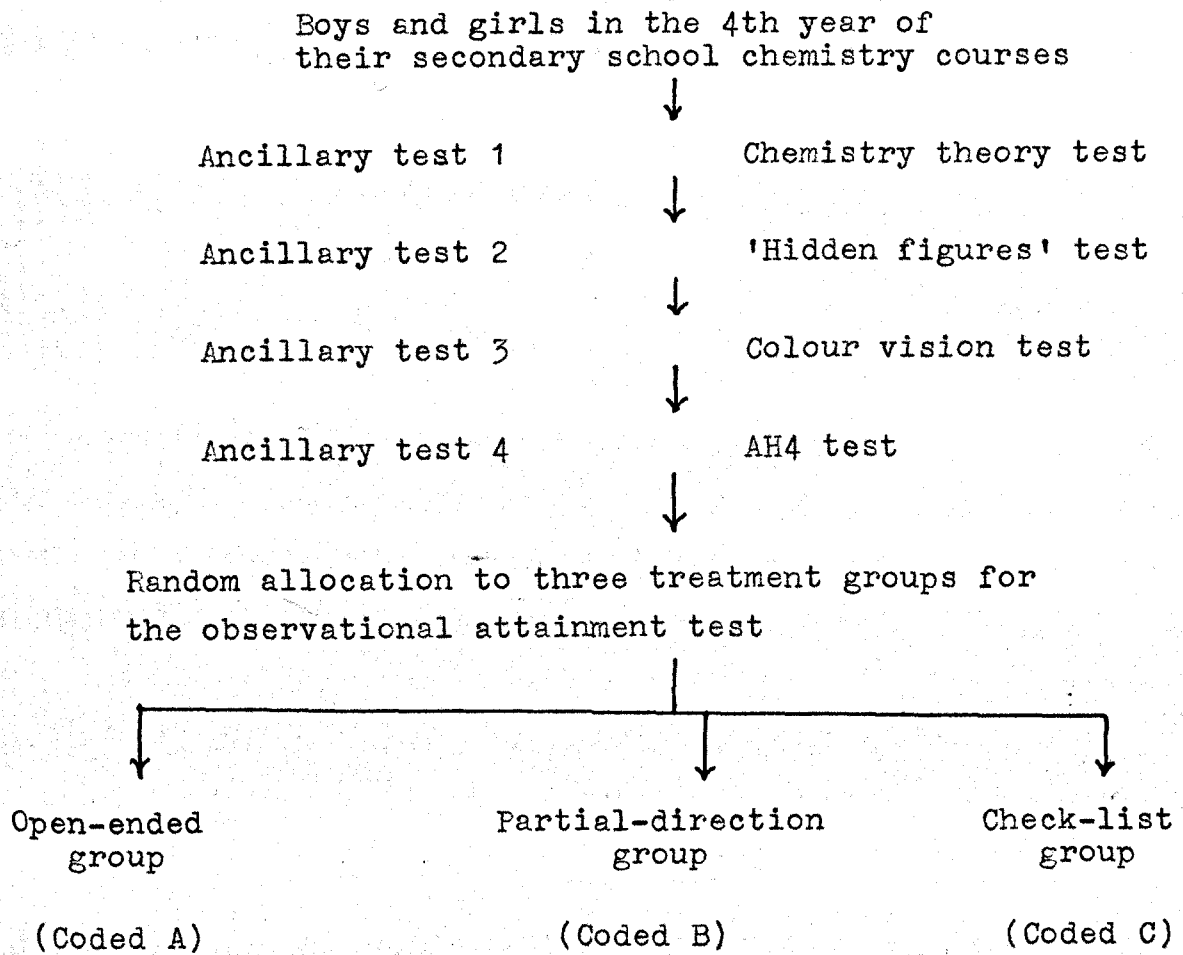 Boys and girls in the 4th year of
their secondary school chemistry courses
Ancillary test 1 Chemistry theory test
Ancillary test 2 'Hidden figures' test
Ancillary test 3 Colour vision test
Ancillary test 4 AH4 test
Random allocation to three treatment groups for
the observational attainment test
Open-ended Partial-direction Check-list
group group group
(Coded A) (Coded B) (Coded C)